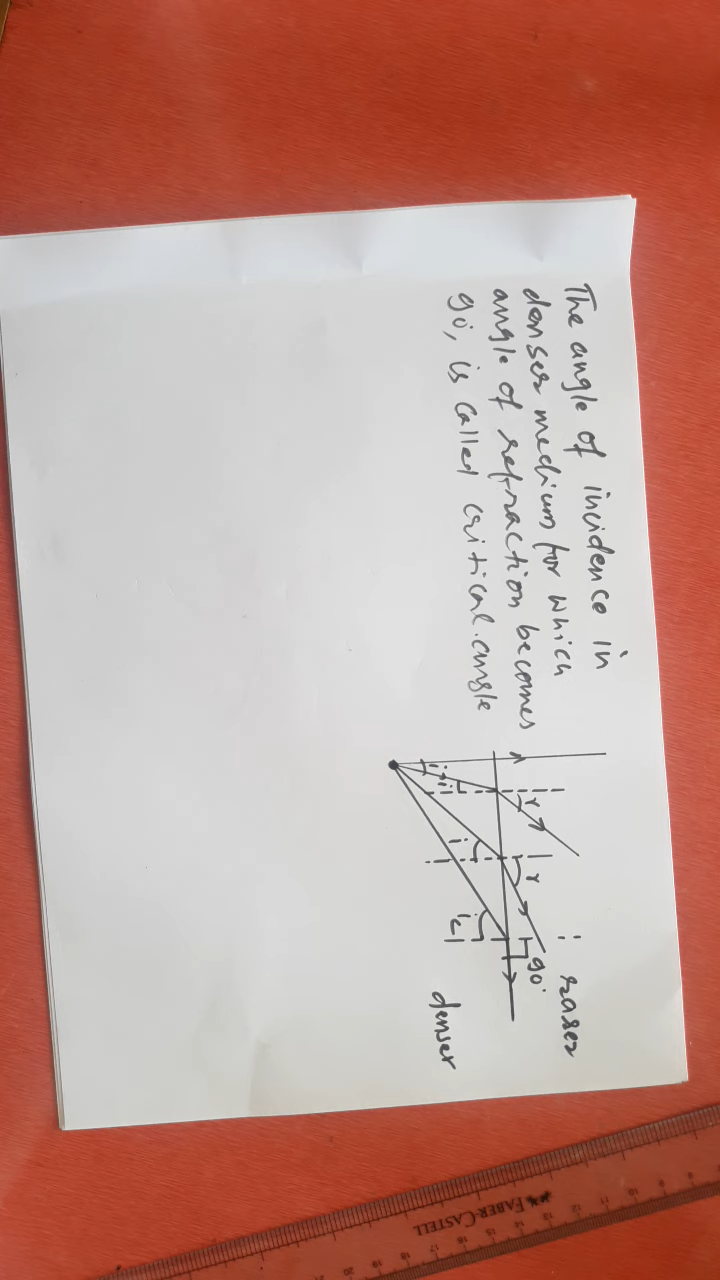 The angle of incidence in
denser medium for which
angle of refraction becomes
90°, is called critical angle
rarer
90°
r
r
i
i
ic
denser
FABER-CASTELL